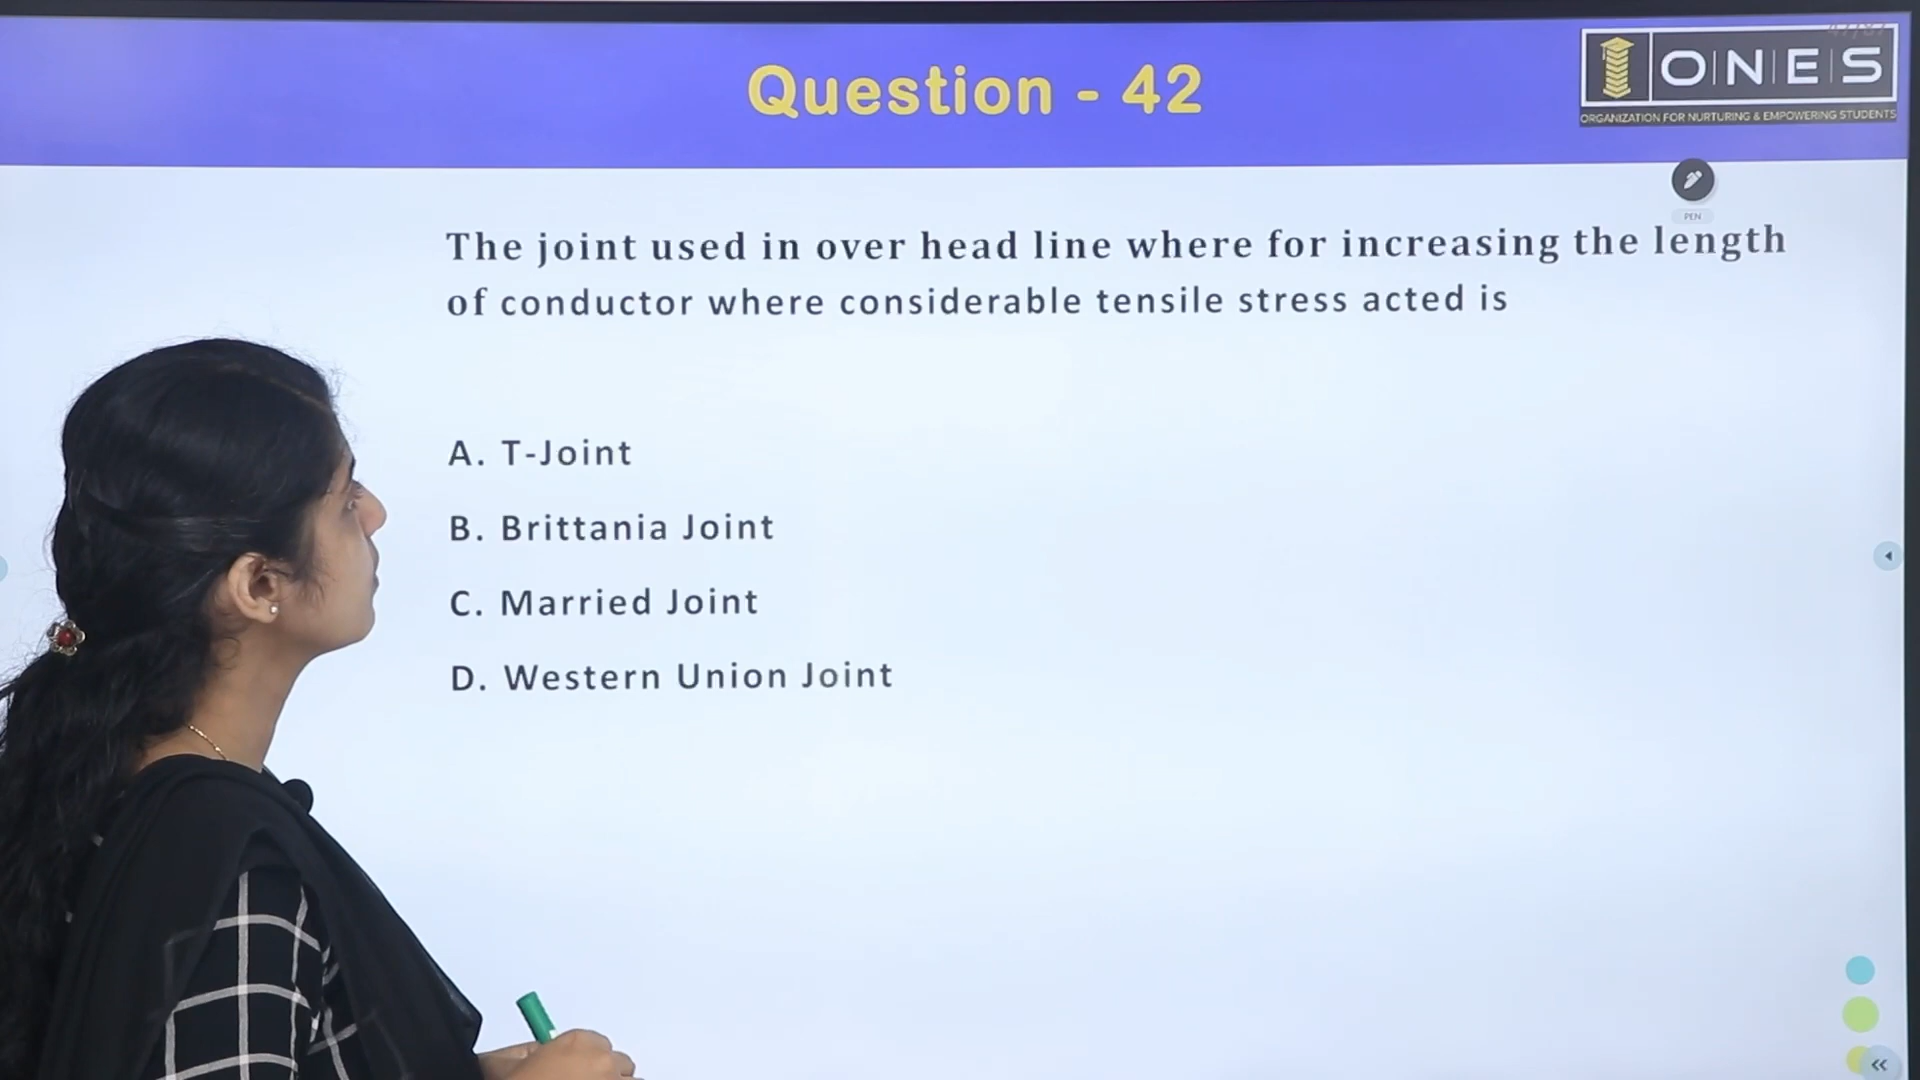 Question - 42
O|N|E|S
ORGANIZATION FOR NURTURING & EMPOWERING STUDENTS
PEN
The joint used in over head line where for increasing the length
of conductor where considerable tensile stress acted is
A. T-Joint
B. Brittania Joint
C. Married Joint
D. Western Union Joint